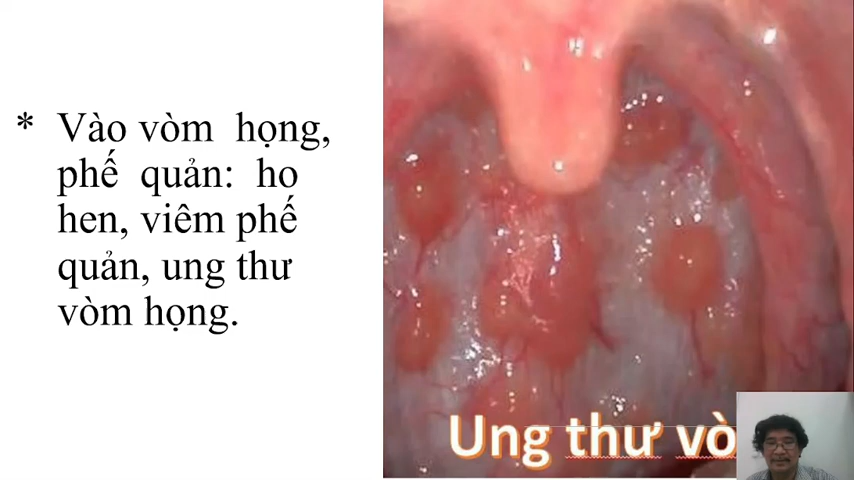 * Vào vòm họng,
phế quản: ho
hen, viêm phế
quản, ung thư
vòm họng.
Ung thư vò